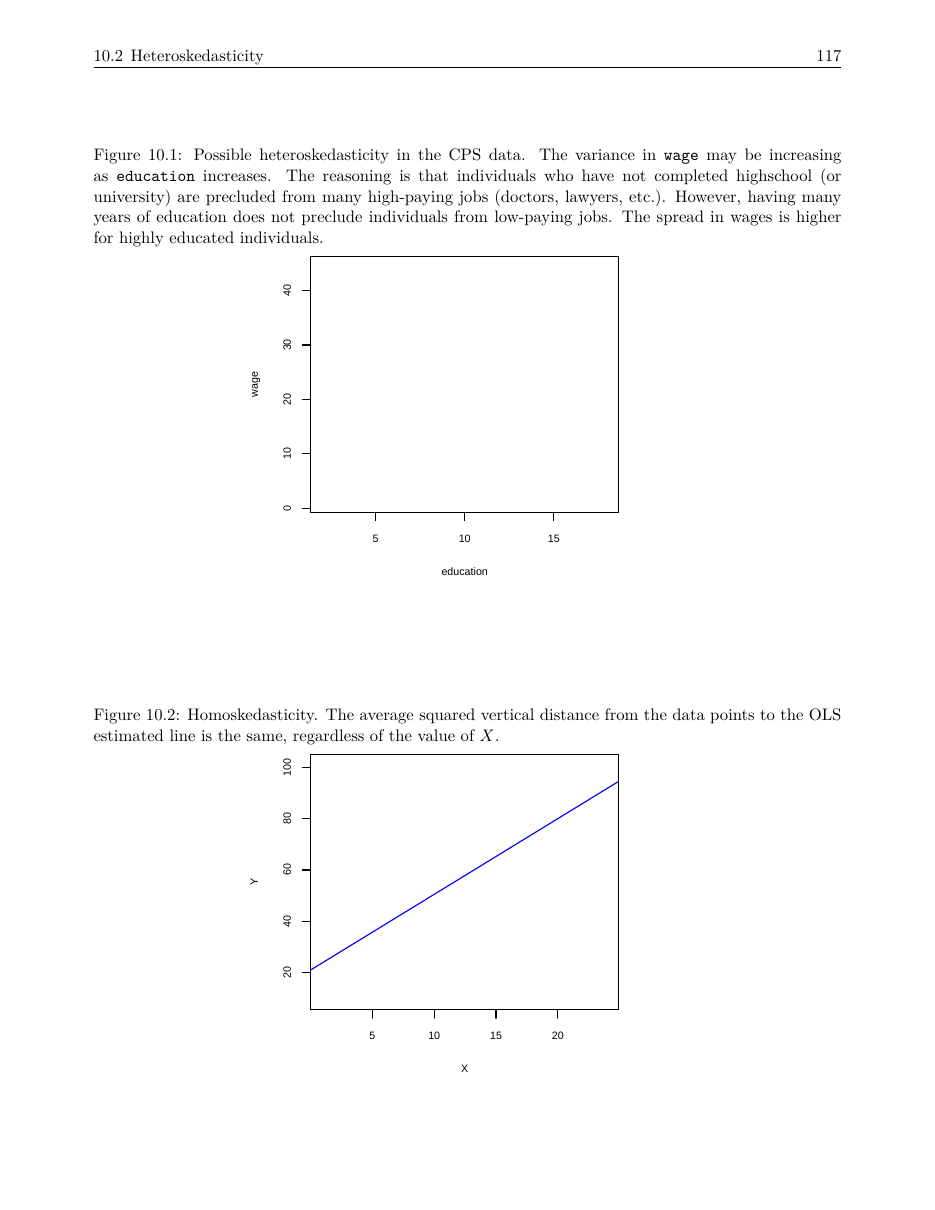 10.2 Heteroskedasticity 117
Figure 10.1: Possible heteroskedasticity in the CPS data. The variance in wage may be increasing
as education increases. The reasoning is that individuals who have not completed highschool (or
university) are precluded from many high-paying jobs (doctors, lawyers, etc.). However, having many
years of education does not preclude individuals from low-paying jobs. The spread in wages is higher
for highly educated individuals.
40
30
20
10
0
wage
5 10 15
education
Figure 10.2: Homoskedasticity. The average squared vertical distance from the data points to the OLS
estimated line is the same, regardless of the value of X.
100
80
60
40
20
Y
5 10 15 20
X